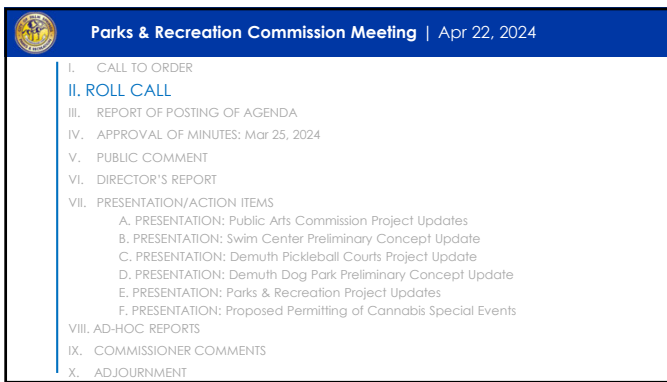 Parks & Recreation Commission Meeting | Apr 22, 2024
I. CALL TO ORDER
II. ROLL CALL
III. REPORT OF POSTING OF AGENDA
IV. APPROVAL OF MINUTES: Mar 25, 2024
V. PUBLIC COMMENT
VI. DIRECTOR'S REPORT
VII. PRESENTATION/ACTION ITEMS
A. PRESENTATION: Public Arts Commission Project Updates
B. PRESENTATION: Swim Center Preliminary Concept Update
C. PRESENTATION: Demuth Pickleball Courts Project Update
D. PRESENTATION: Demuth Dog Park Preliminary Concept Update
E. PRESENTATION: Parks & Recreation Project Updates
F. PRESENTATION: Proposed Permitting of Cannabis Special Events
VIII. AD-HOC REPORTS
IX. COMMISSIONER COMMENTS
X. ADJOURNMENT